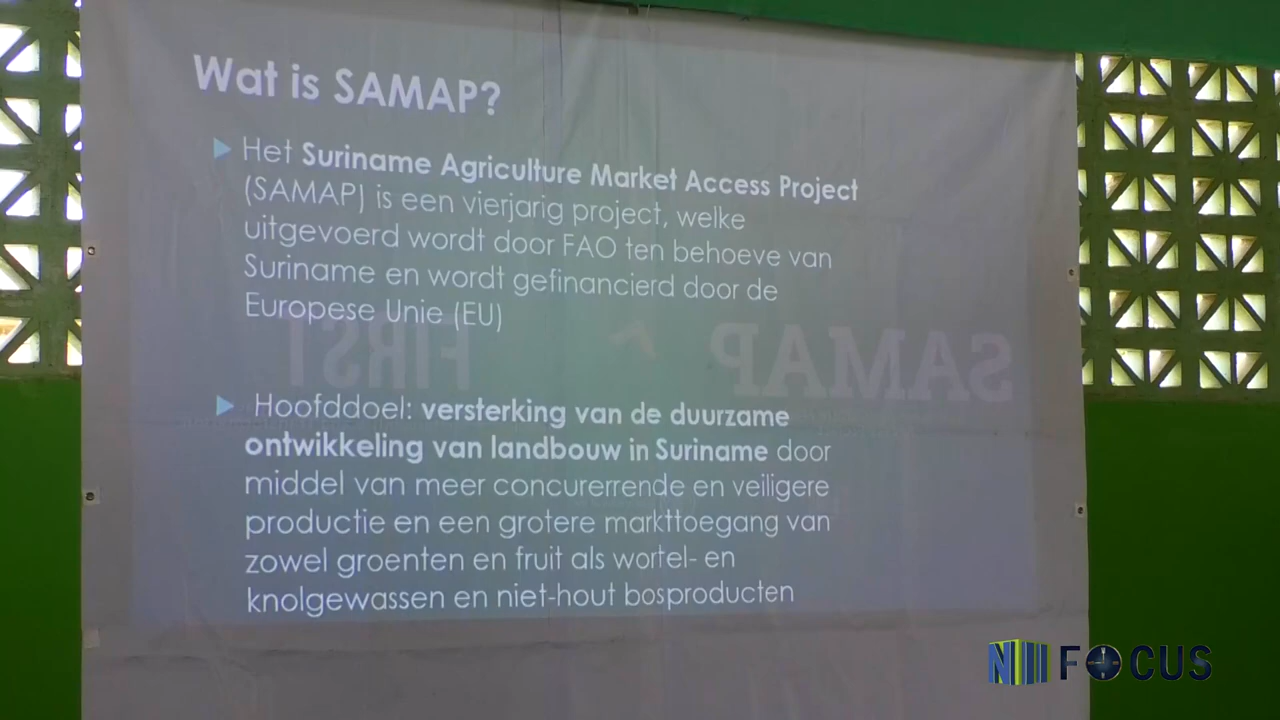 Wat is SAMAP?
Het Suriname Agriculture Market Access Project
(SAMAP) is een vierjarig project, welke
uitgevoerd wordt door FAO ten behoeve van
Suriname en wordt gefinancierd door de
Europese Unie (EU)
FIRST
SAMAP
Hoofddoel: versterking van de duurzame
ontwikkeling van landbouw in Suriname door
middel van meer concurerrende en veiligere
productie en een grotere markttoegang van
zowel groenten en fruit als wortel- en
knolgewassen en niet-hout bosproducten
N FOCUS